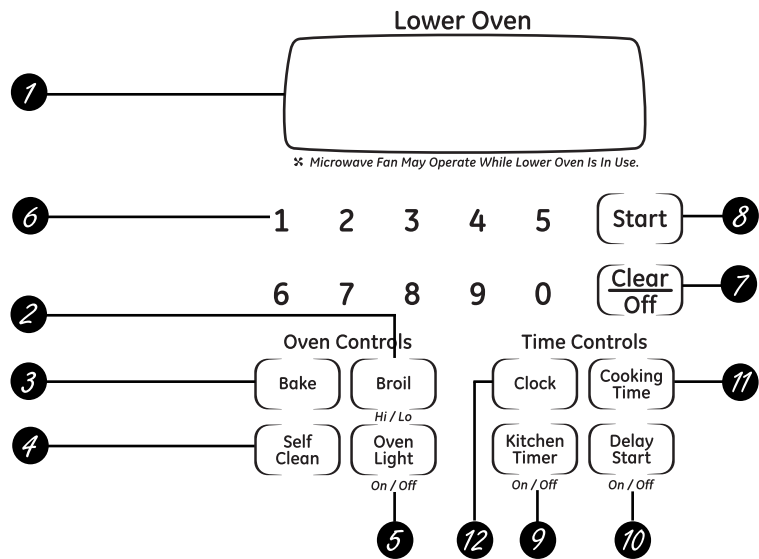 Lower Oven
1
Microwave Fan May Operate While Lower Oven Is In Use.
6 1 2 3 4 5 Start 8
6 7 8 9 0 Clear
Off 7
2
Oven Controls Time Controls
3 Bake Broil Clock Cooking
Time 11
Hi / Lo
4 Self
Clean Oven
Light Kitchen
Timer Delay
Start
On / Off On / Off On / Off
5 12 9 10